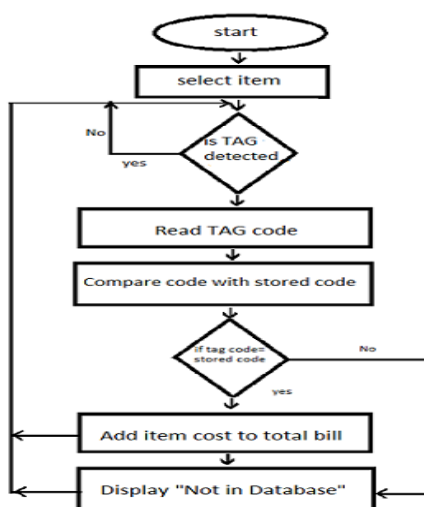 start
select item
is TAG
detected
No
yes
Read TAG code
Compare code with stored code
if tag code=
stored code
No
yes
Add item cost to total bill
Display "Not in Database"